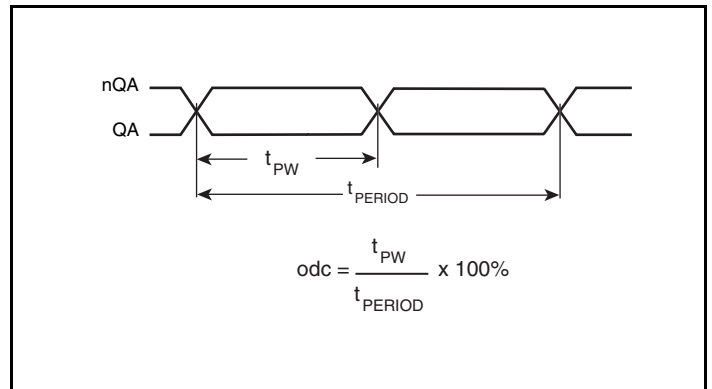 nQA
QA
tPW
tPERIOD
odc = tPW / tPERIOD x 100%